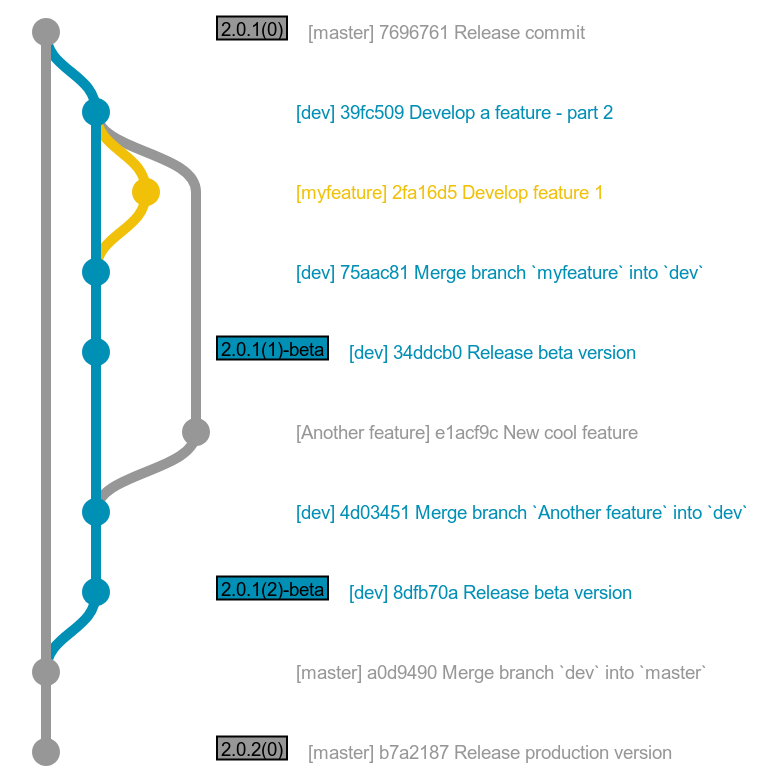 2.0.1(0) [master] 7696761 Release commit
[dev] 39fc509 Develop a feature - part 2
[myfeature] 2fa16d5 Develop feature 1
[dev] 75aac81 Merge branch `myfeature` into `dev`
2.0.1(1)-beta [dev] 34ddcb0 Release beta version
[Another feature] e1acf9c New cool feature
[dev] 4d03451 Merge branch `Another feature` into `dev`
2.0.1(2)-beta [dev] 8dfb70a Release beta version
[master] a0d9490 Merge branch `dev` into `master`
2.0.2(0) [master] b7a2187 Release production version